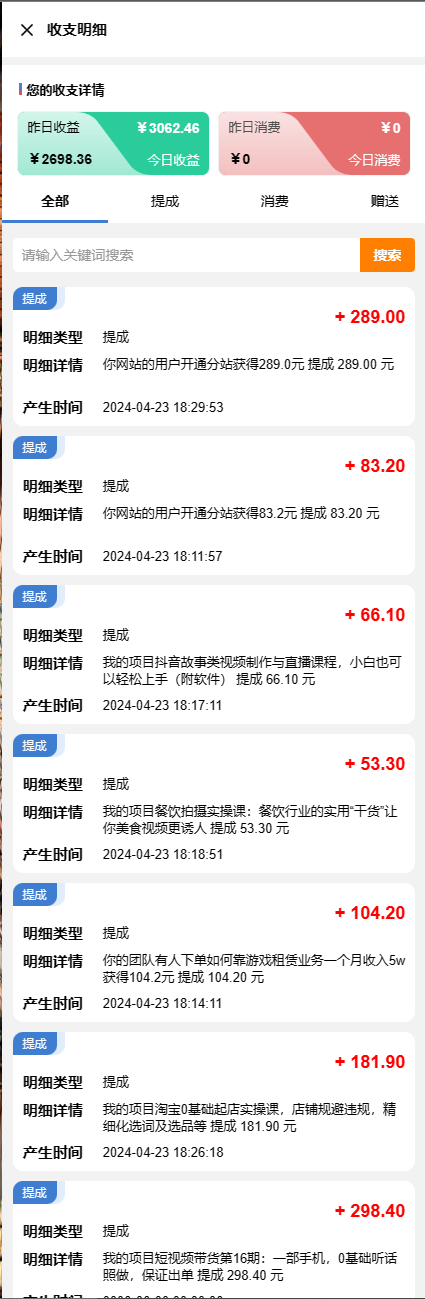 收支明细
您的收支详情
昨日收益 ￥3062.46
￥2698.36 今日收益
昨日消费 ￥0
￥0 今日消费
全部 提成 消费 赠送
请输入关键词搜索 搜索
提成
+ 289.00
明细类型 提成
明细详情 你网站的用户开通分站获得289.0元 提成 289.00 元
产生时间 2024-04-23 18:29:53
提成
+ 83.20
明细类型 提成
明细详情 你网站的用户开通分站获得83.2元 提成 83.20 元
产生时间 2024-04-23 18:11:57
提成
+ 66.10
明细类型 提成
明细详情 我的项目抖音故事类视频制作与直播课程，小白也可
以轻松上手（附软件） 提成 66.10 元
产生时间 2024-04-23 18:17:11
提成
+ 53.30
明细类型 提成
明细详情 我的项目餐饮拍摄实操课：餐饮行业的实用“干货”让
你美食视频更诱人 提成 53.30 元
产生时间 2024-04-23 18:18:51
提成
+ 104.20
明细类型 提成
明细详情 你的团队有人下单如何靠游戏租赁业务一个月收入5w
获得104.2元 提成 104.20 元
产生时间 2024-04-23 18:14:11
提成
+ 181.90
明细类型 提成
明细详情 我的项目淘宝0基础起店实操课，店铺规避违规，精
细化选词及选品等 提成 181.90 元
产生时间 2024-04-23 18:26:18
提成
+ 298.40
明细类型 提成
明细详情 我的项目短视频带货第16期：一部手机，0基础听话
照做，保证出单 提成 298.40 元